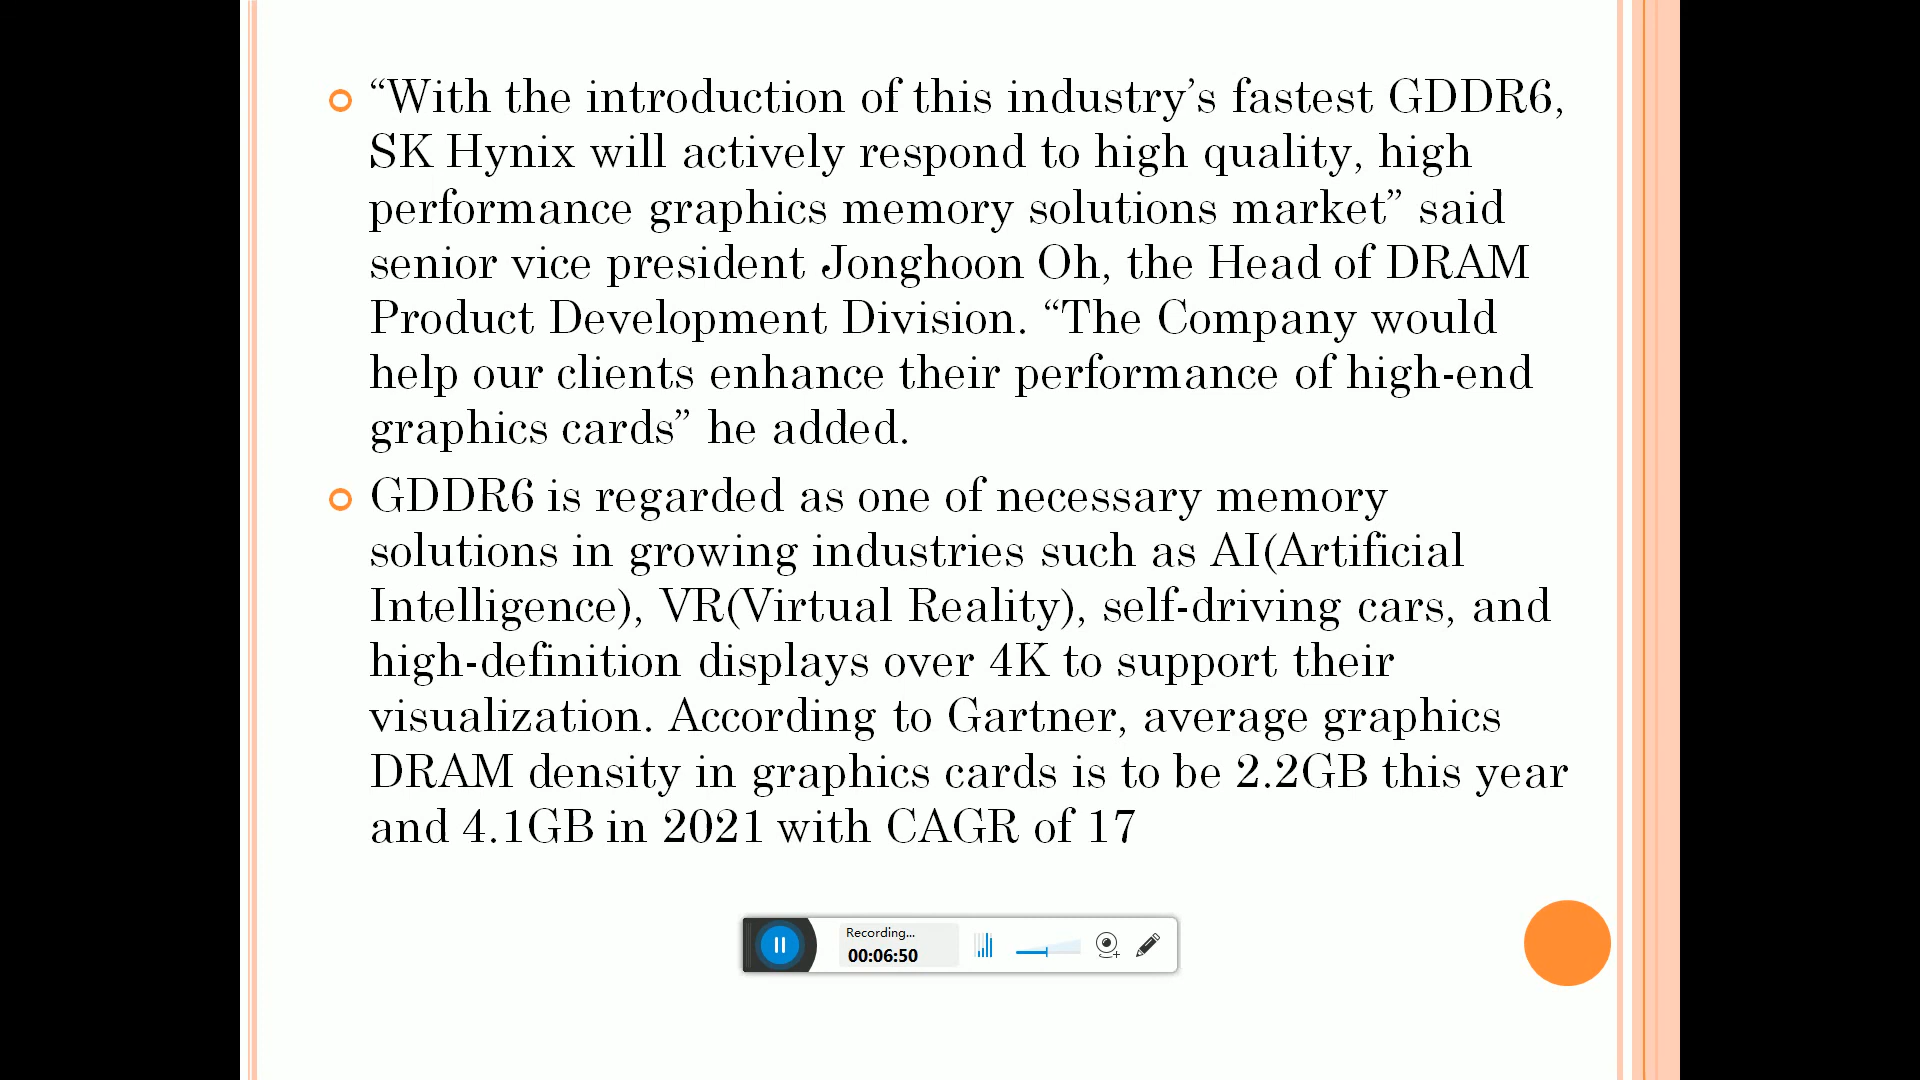 “With the introduction of this industry’s fastest GDDR6,
SK Hynix will actively respond to high quality, high
performance graphics memory solutions market” said
senior vice president Jonghoon Oh, the Head of DRAM
Product Development Division. “The Company would
help our clients enhance their performance of high-end
graphics cards” he added.
GDDR6 is regarded as one of necessary memory
solutions in growing industries such as AI(Artificial
Intelligence), VR(Virtual Reality), self-driving cars, and
high-definition displays over 4K to support their
visualization. According to Gartner, average graphics
DRAM density in graphics cards is to be 2.2GB this year
and 4.1GB in 2021 with CAGR of 17
Recording...
00:06:50